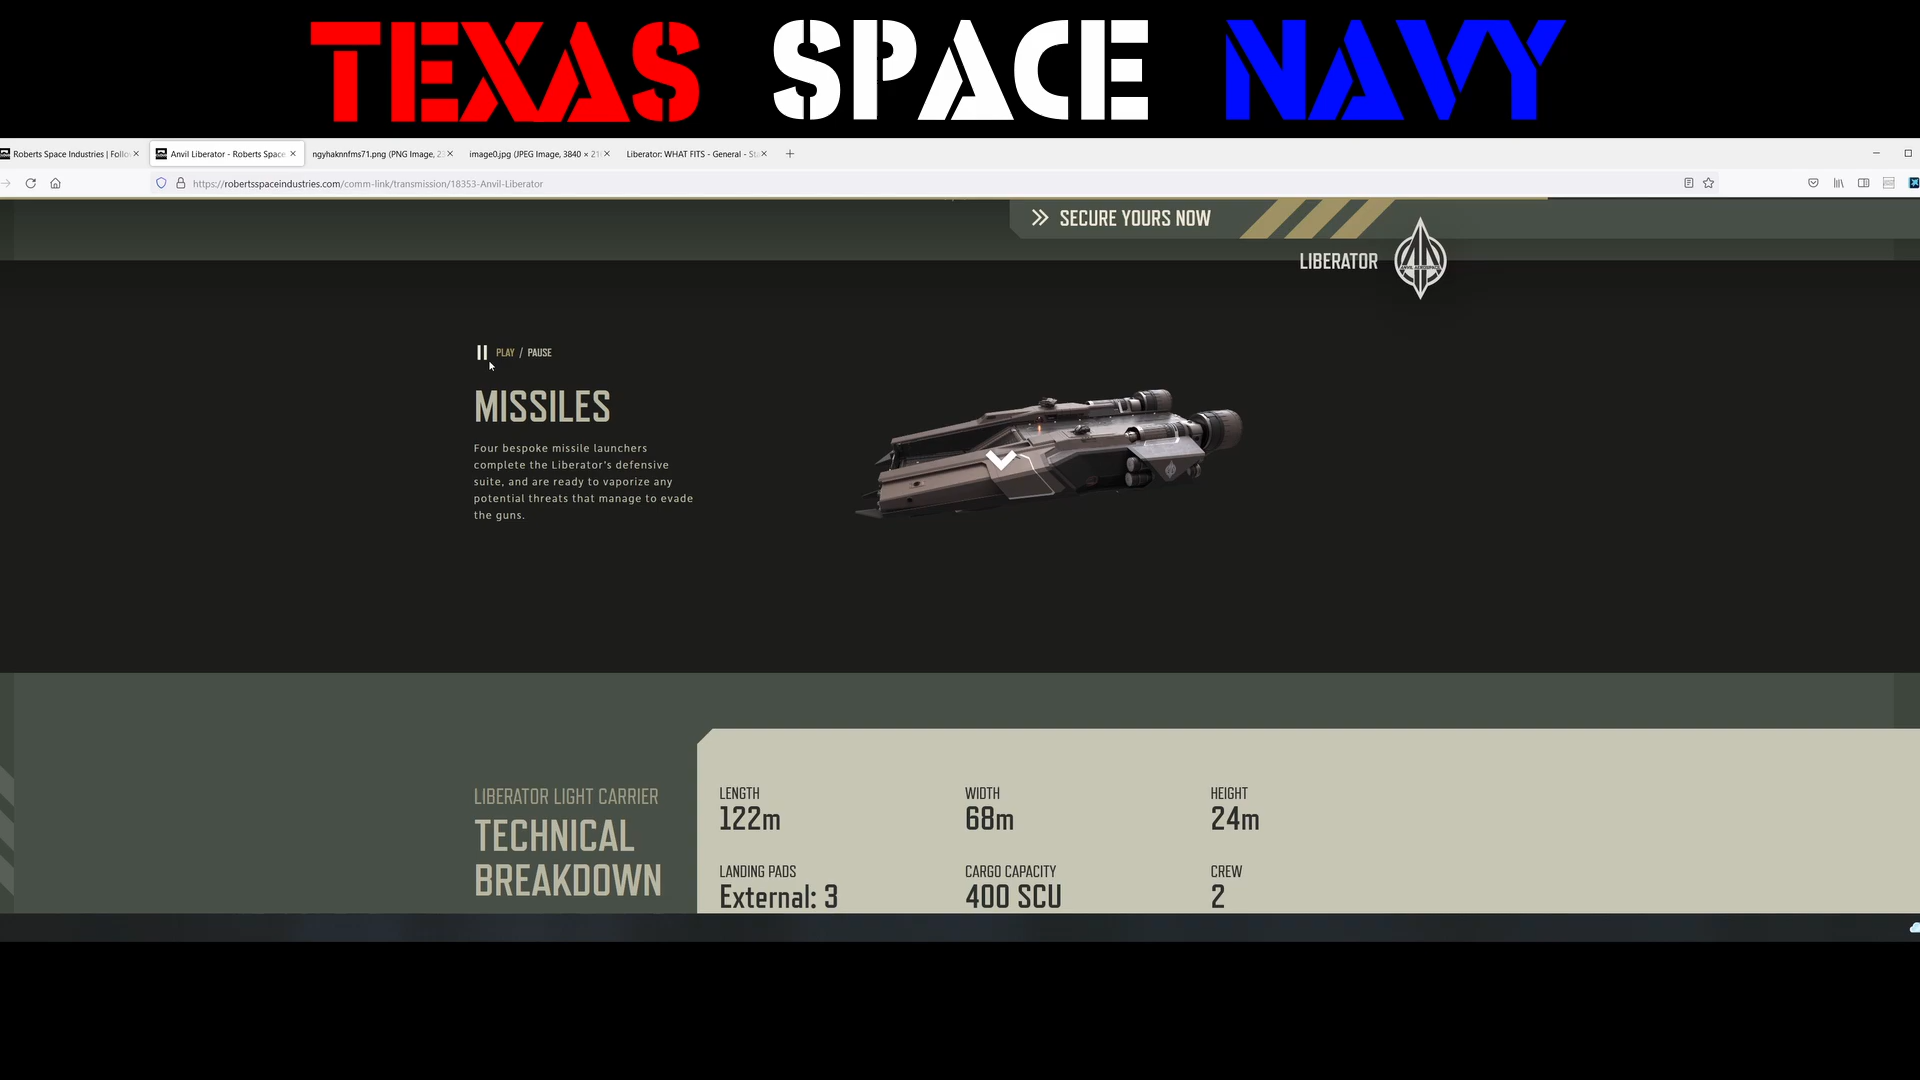 TEXAS SPACE NAVY
Roberts Space Industries | Follo
Anvil Liberator - Roberts Space
ngyhaknnfms71.png (PNG Image, 2
image0.jpg (JPEG Image, 3840 × 21
Liberator: WHAT FITS - General - St
https://robertsspaceindustries.com/comm-link/transmission/18353-Anvil-Liberator
SECURE YOURS NOW
LIBERATOR
ANVIL AEROSPACE
PLAY / PAUSE
MISSILES
Four bespoke missile launchers
complete the Liberator's defensive
suite, and are ready to vaporize any
potential threats that manage to evade
the guns.
LIBERATOR LIGHT CARRIER
TECHNICAL
BREAKDOWN
LENGTH
122m
WIDTH
68m
HEIGHT
24m
LANDING PADS
External: 3
CARGO CAPACITY
400 SCU
CREW
2